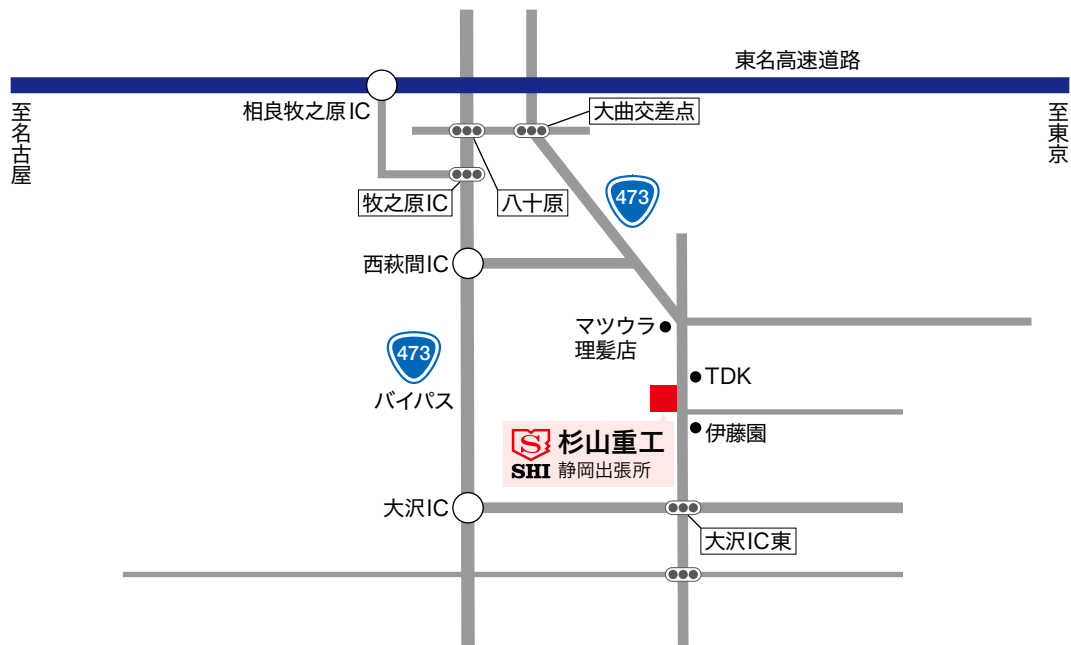 東名高速道路
至名古屋
至東京
相良牧之原IC
大曲交差点
牧之原IC
八十原
473
西萩間IC
マツウラ
理髪店
473
バイパス
TDK
伊藤園
S
杉山重工
SHI
静岡出張所
大沢IC
大沢IC東